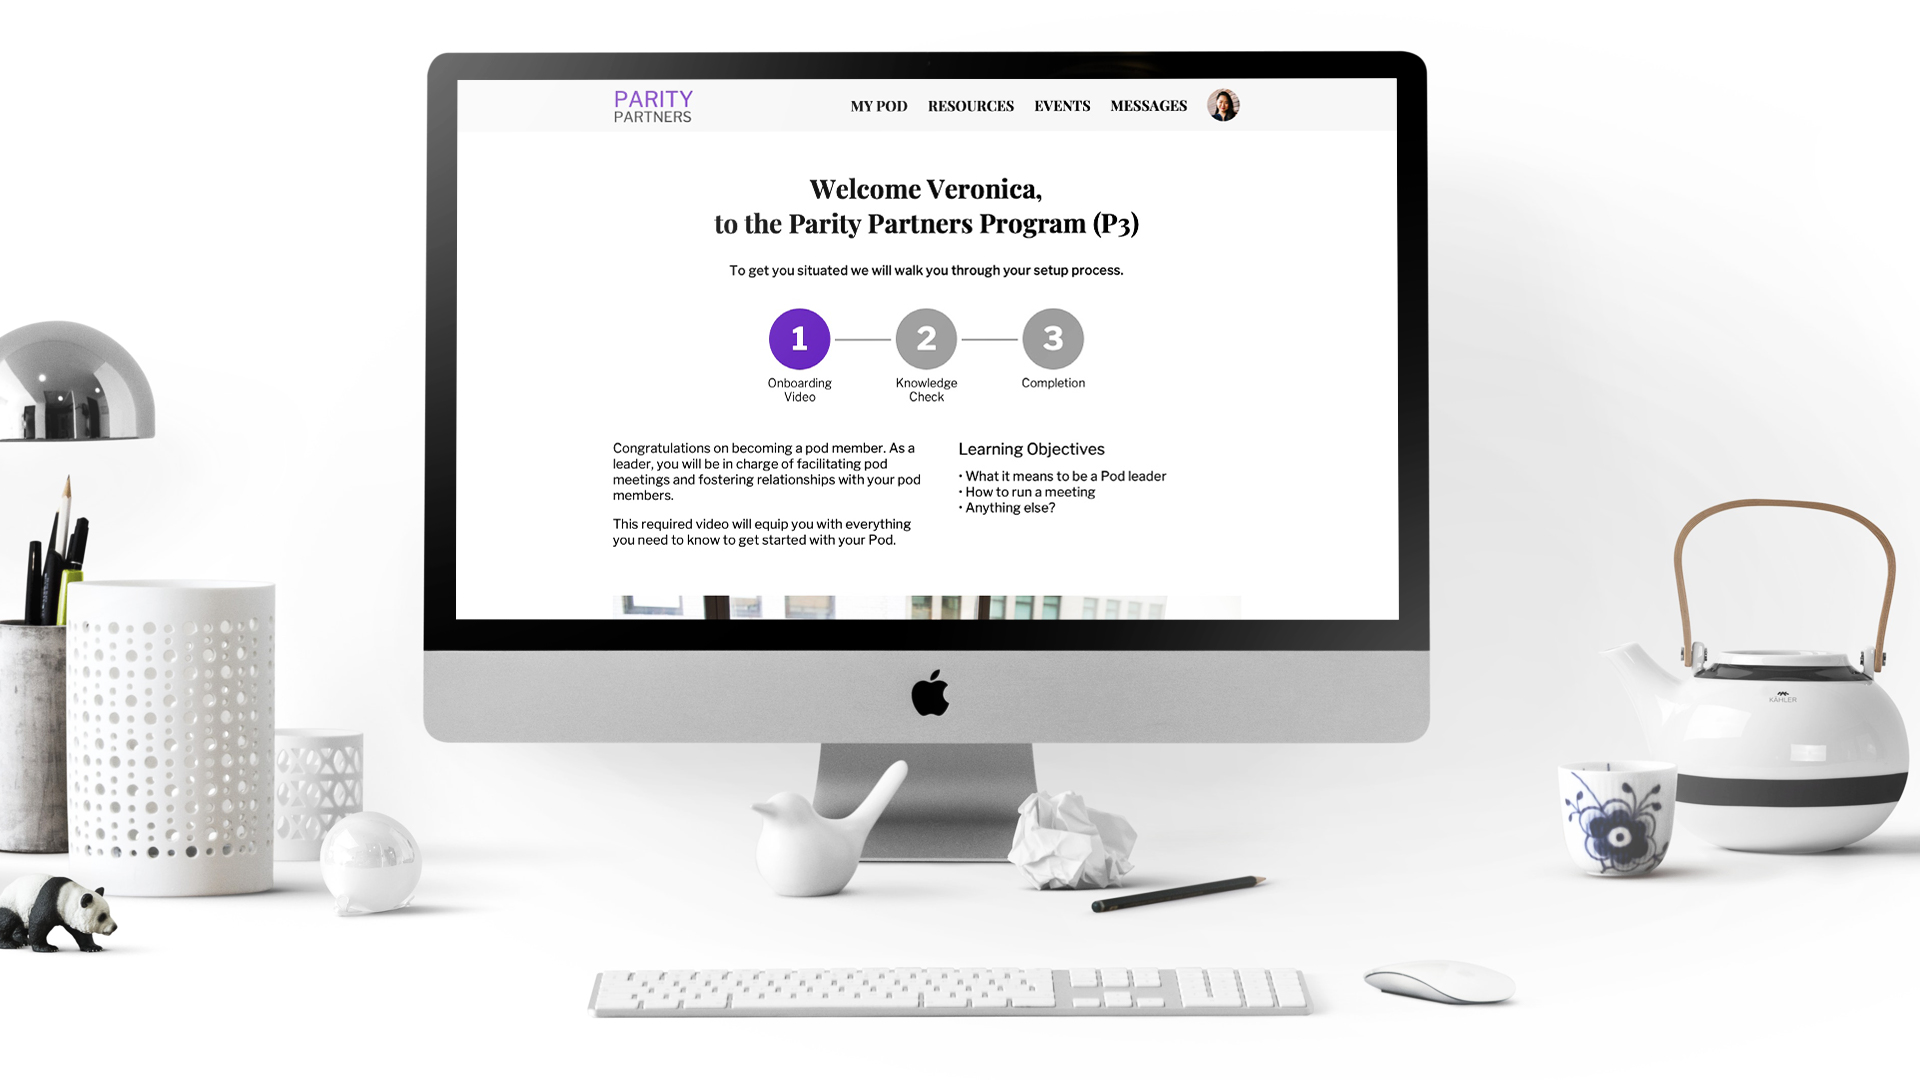 PARITY
PARTNERS
MY POD RESOURCES EVENTS MESSAGES
Welcome Veronica,
to the Parity Partners Program (P3)
To get you situated we will walk you through your setup process.
1 2 3
Onboarding
Video
Knowledge
Check
Completion
Congratulations on becoming a pod member. As a
leader, you will be in charge of facilitating pod
meetings and fostering relationships with your pod
members.
This required video will equip you with everything
you need to know to get started with your Pod.
Learning Objectives
• What it means to be a Pod leader
• How to run a meeting
• Anything else?
KÄHLER